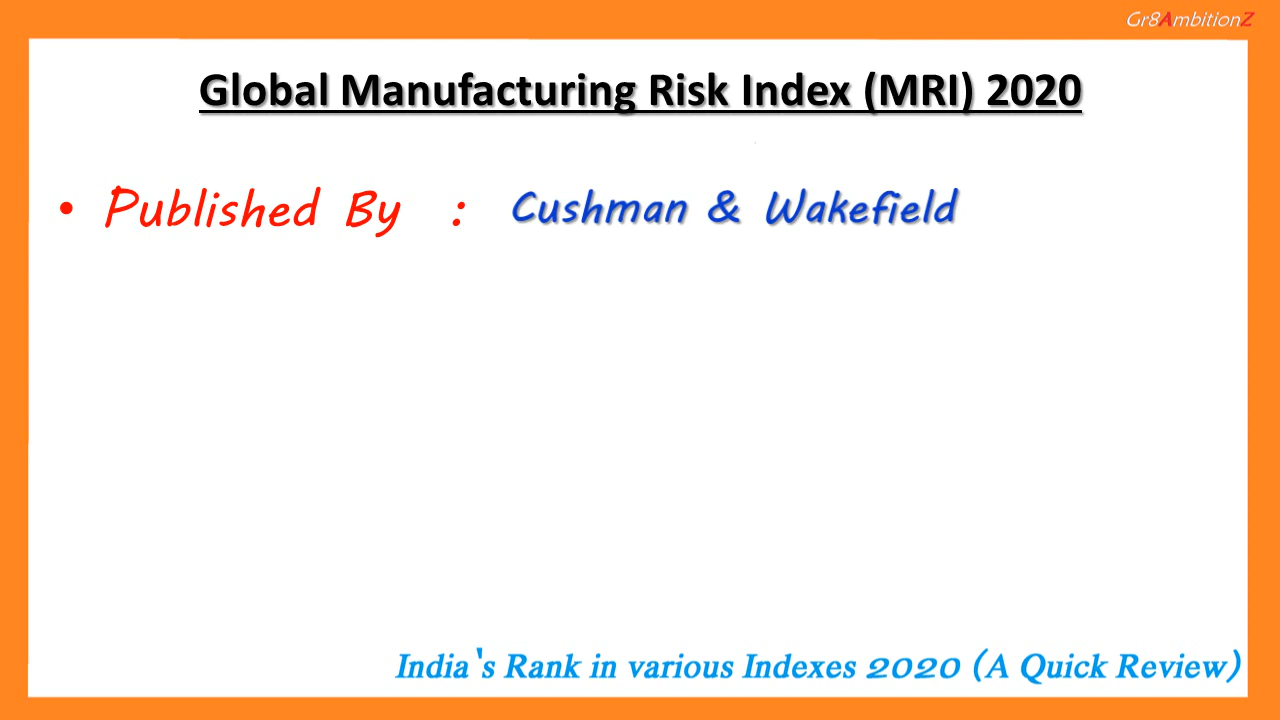 Gr8AmbitionZ
Global Manufacturing Risk Index (MRI) 2020
• Published By : Cushman & Wakefield
India's Rank in various Indexes 2020 (A Quick Review)